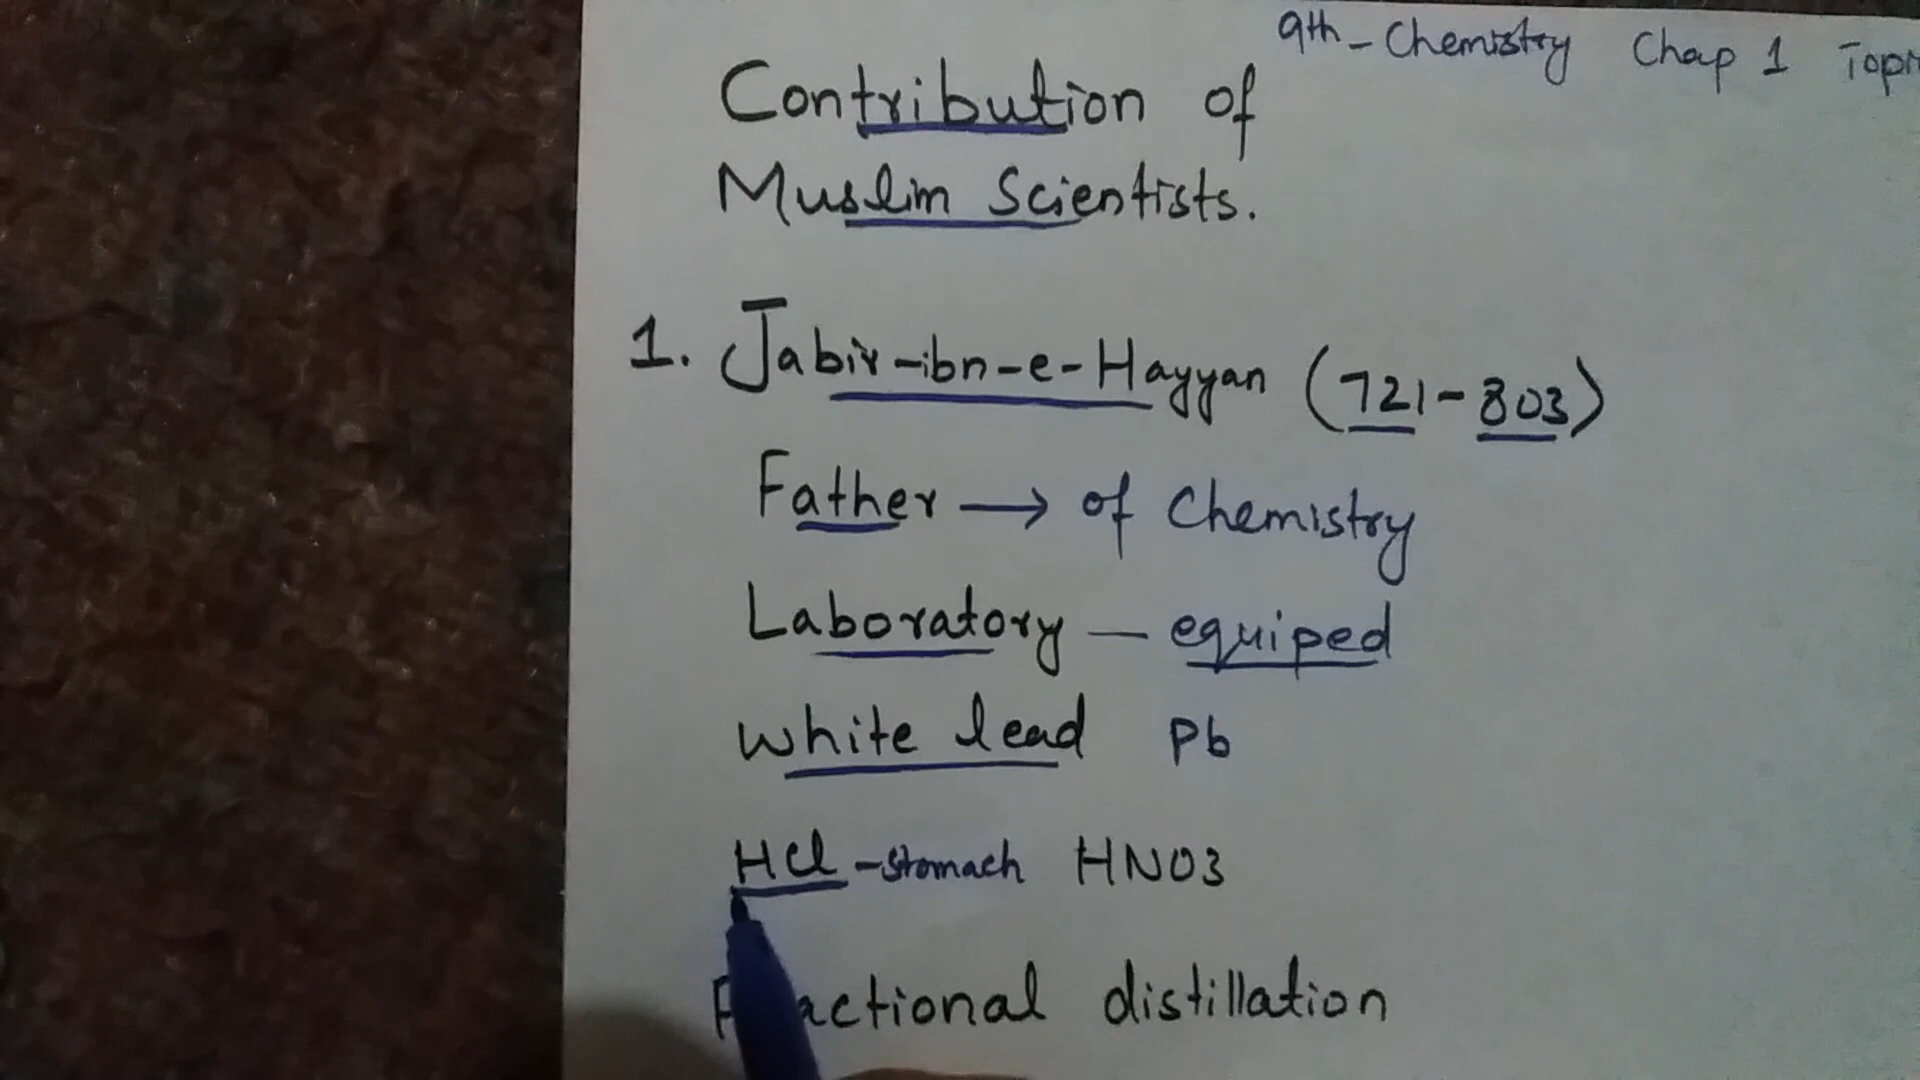 9th - Chemistry Chap 1
Contribution of
Muslim Scientists.
1. Jabir-ibn-e-Hayyan (721-803)
Father → of Chemistry
Laboratory — equiped
White lead Pb
HCl - stomach HNO3
distillation